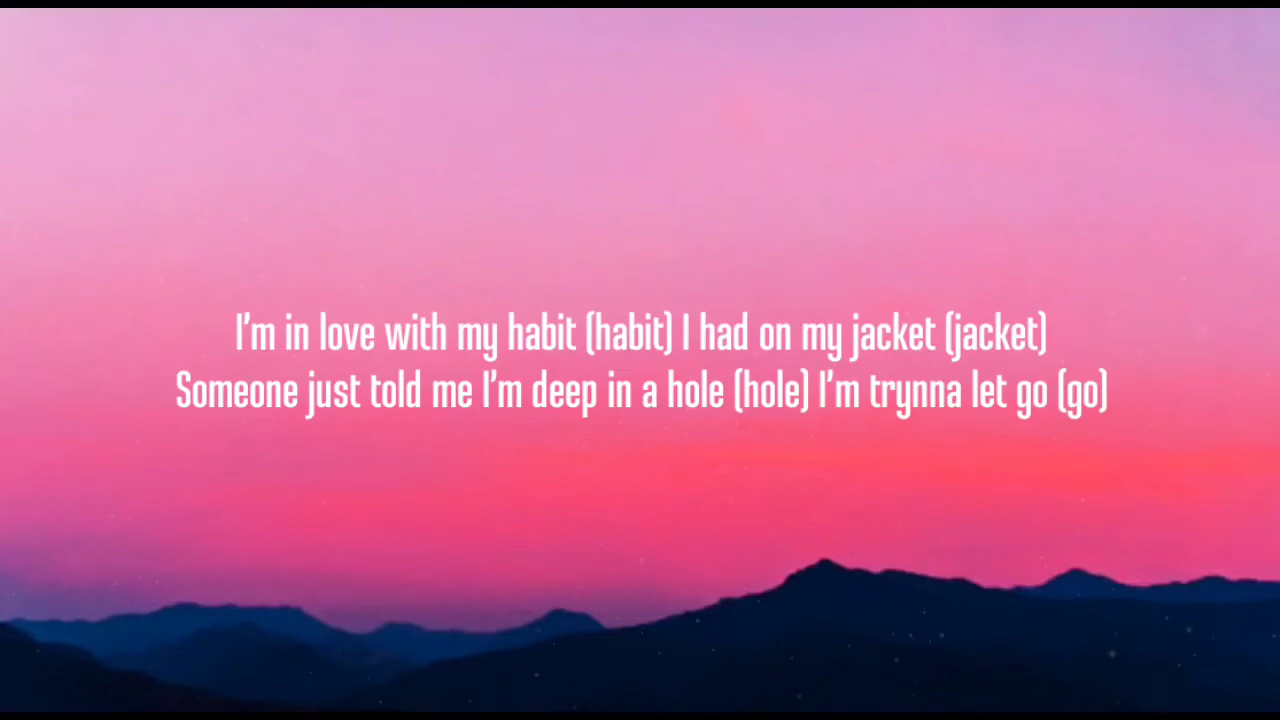 I'm in love with my habit (habit) I had on my jacket (jacket)
Someone just told me I'm deep in a hole (hole) I'm trynna let go (go)